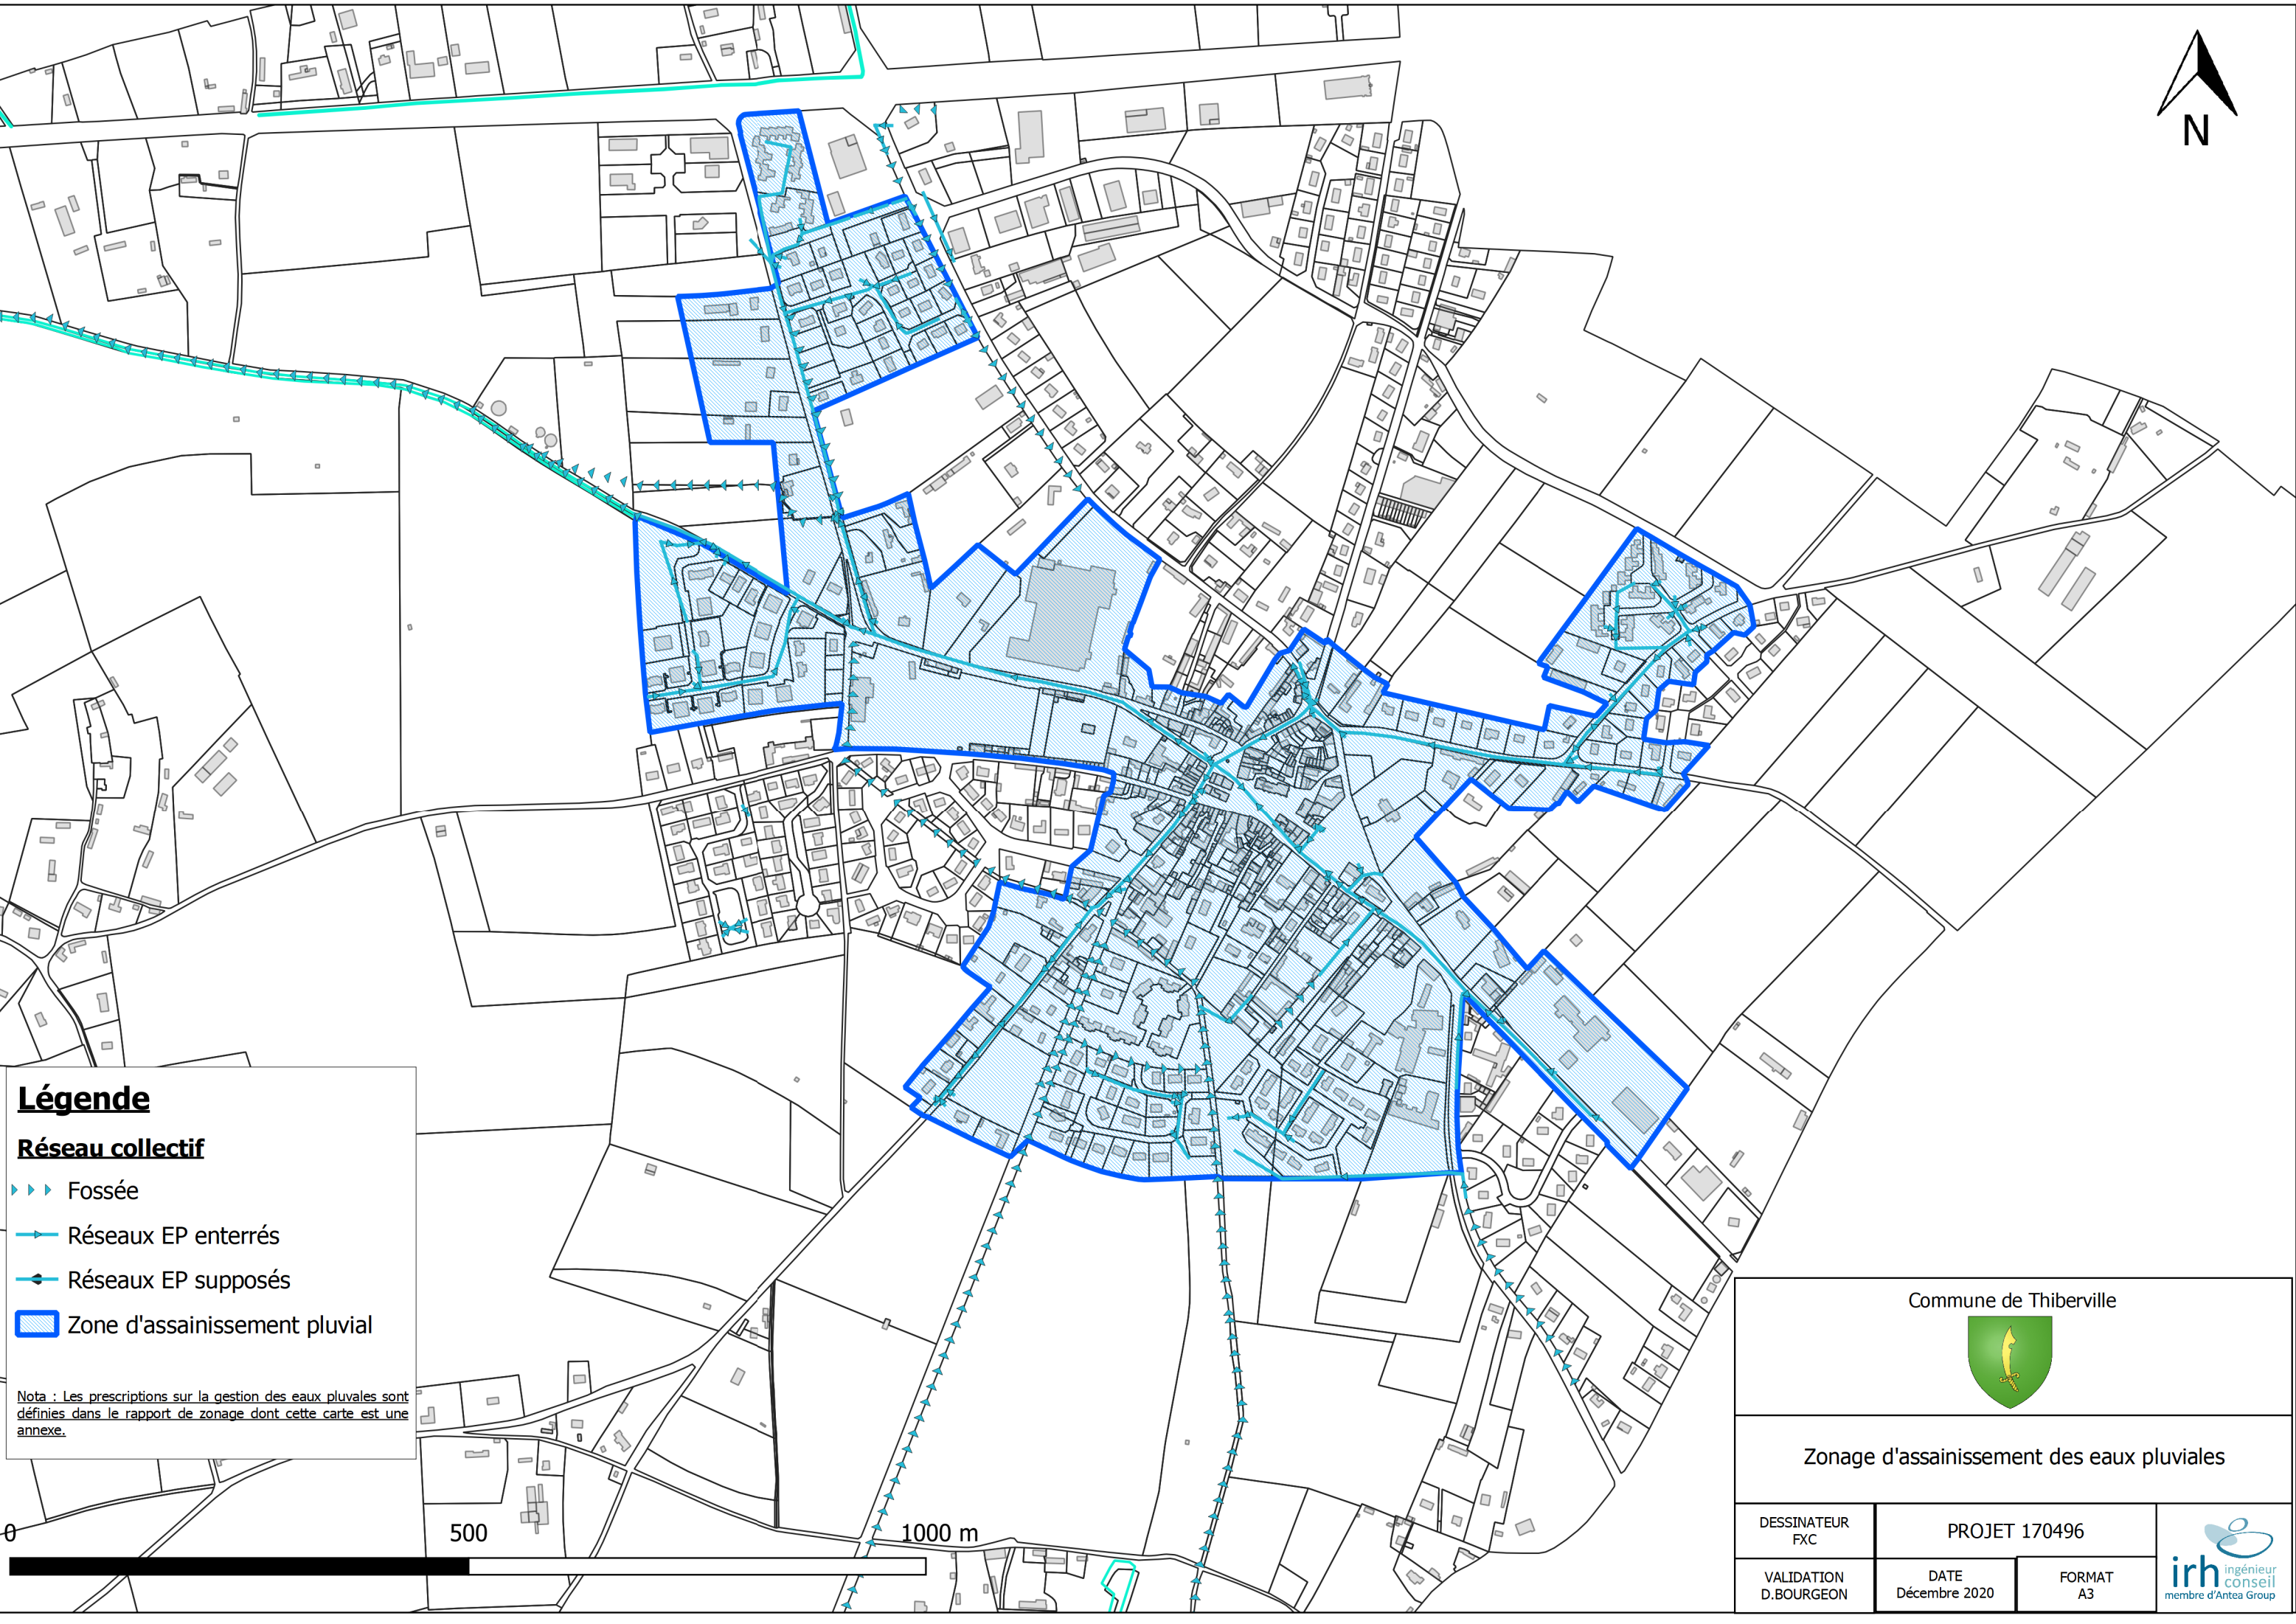 N
Légende
Réseau collectif
Fossée
Réseaux EP enterrés
Réseaux EP supposés
Zone d'assainissement pluvial
Nota : Les prescriptions sur la gestion des eaux pluvales sont
définies dans le rapport de zonage dont cette carte est une
annexe.
0 500 1000 m
Commune de Thiberville
Zonage d'assainissement des eaux pluviales
DESSINATEUR
FXC
PROJET 170496
VALIDATION
D.BOURGEON
DATE
Décembre 2020
FORMAT
A3
irh ingénieur
conseil
membre d'Antea Group